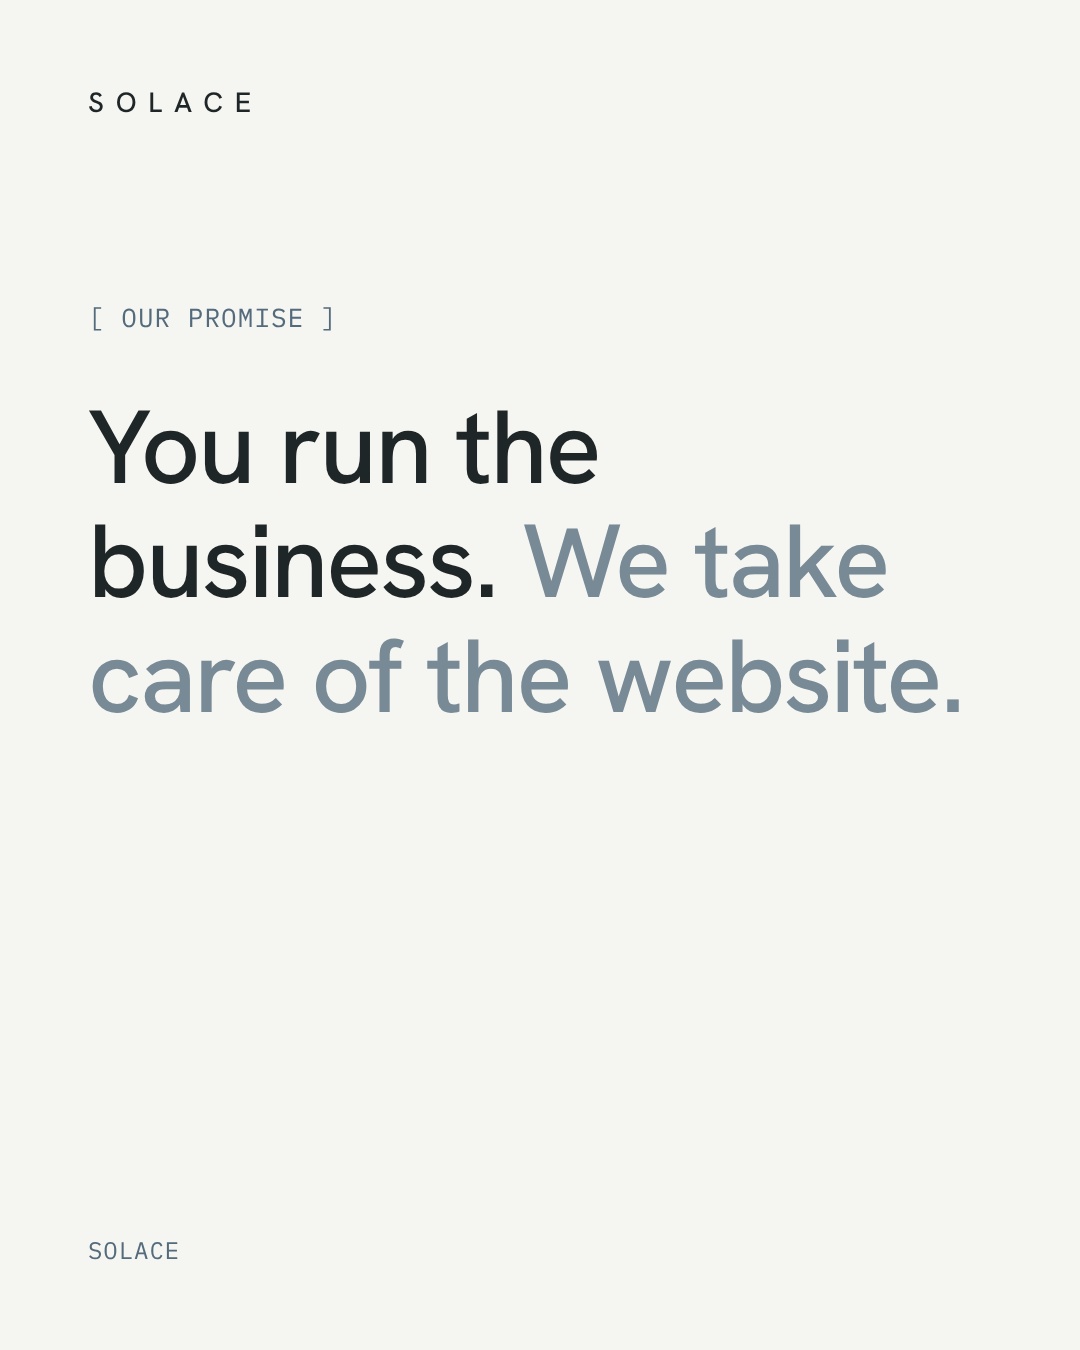 SOLACE
[ OUR PROMISE ]
You run the
business. We take
care of the website.
SOLACE